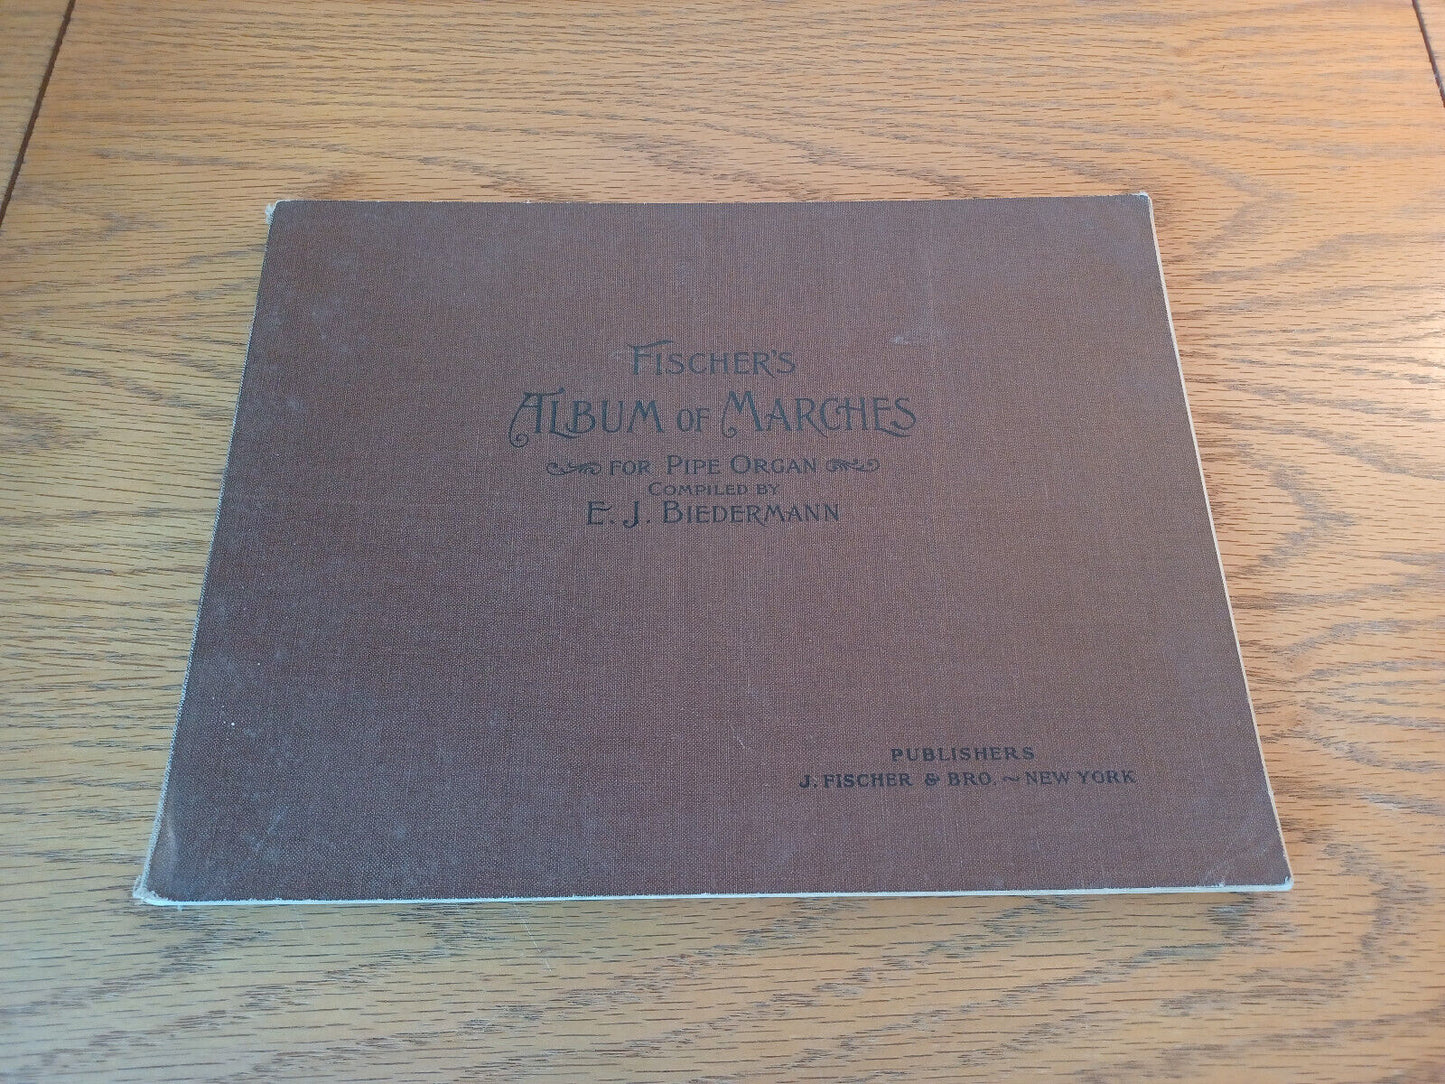 FISCHER'S
ALBUM OF MARCHES
FOR PIPE ORGAN
COMPILED BY
E. J. BIEDERMANN
PUBLISHERS
J. FISCHER & BRO. ~ NEW YORK